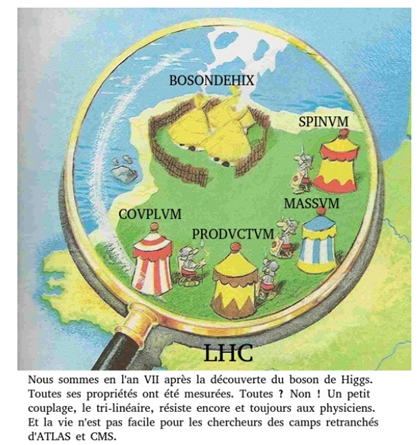 BOSONDEHIX
SPINVM
MASSVM
COVPLVM
PRODVCTVM
LHC
Nous sommes en l'an VII après la découverte du boson de Higgs.
Toutes ses propriétés ont été mesurées. Toutes ? Non ! Un petit
couplage, le tri-linéaire, résiste encore et toujours aux physiciens.
Et la vie n'est pas facile pour les chercheurs des camps retranchés
d'ATLAS et CMS.